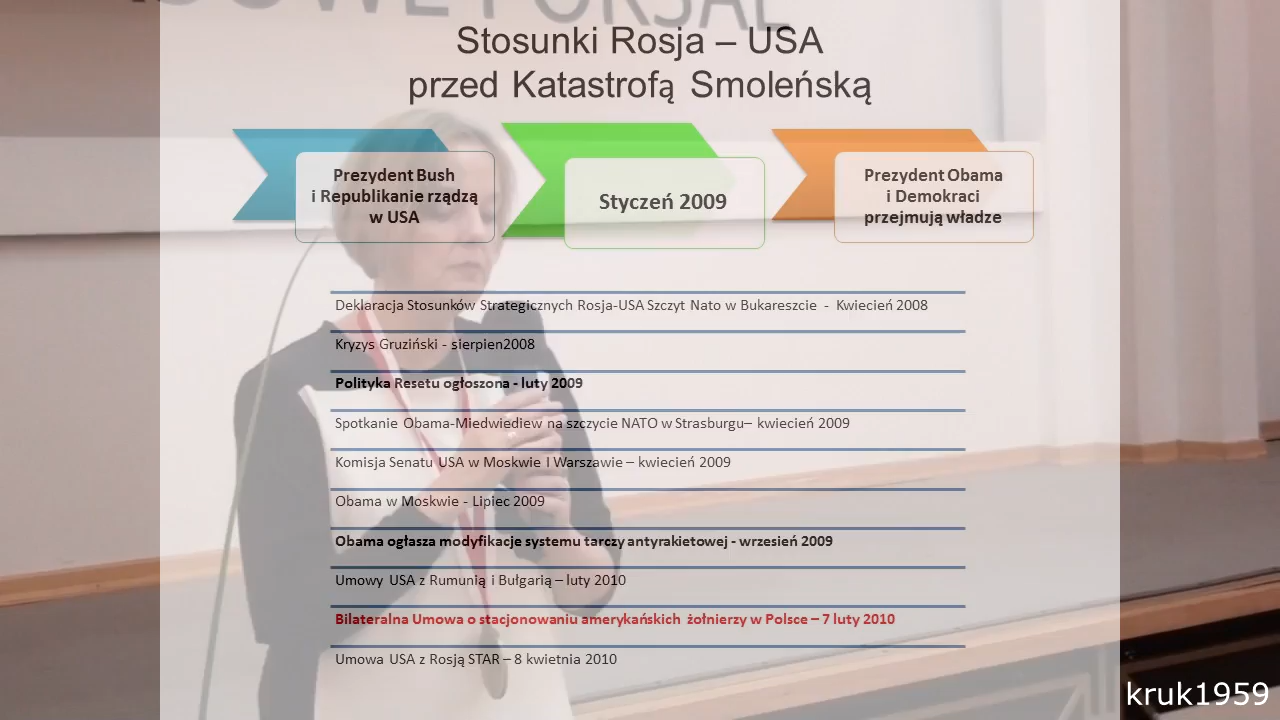 Stosunki Rosja – USA
przed Katastrofą Smoleńską
Prezydent Bush
i Republikanie rządzą
w USA
Styczeń 2009
Prezydent Obama
i Demokraci
przejmują władze
Deklaracja Stosunków Strategicznych Rosja-USA Szczyt Nato w Bukareszcie - Kwiecień 2008
Kryzys Gruziński - sierpien2008
Polityka Resetu ogłoszona - luty 2009
Spotkanie Obama-Miedwiediew na szczycie NATO w Strasburgu– kwiecień 2009
Komisja Senatu USA w Moskwie I Warszawie – kwiecień 2009
Obama w Moskwie - Lipiec 2009
Obama ogłasza modyfikacje systemu tarczy antyrakietowej - wrzesień 2009
Umowy USA z Rumunią i Bułgarią – luty 2010
Bilateralna Umowa o stacjonowaniu amerykańskich żołnierzy w Polsce – 7 luty 2010
Umowa USA z Rosją STAR – 8 kwietnia 2010
kruk1959